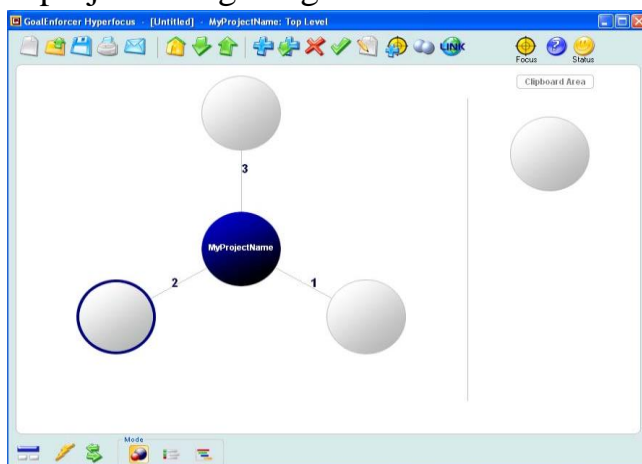 GoalEnforcer Hyperfocus - [Untitled] - MyProjectName: Top Level
LINK
Focus
Status
Clipboard Area
3
MyProjectName
2
1
Mode